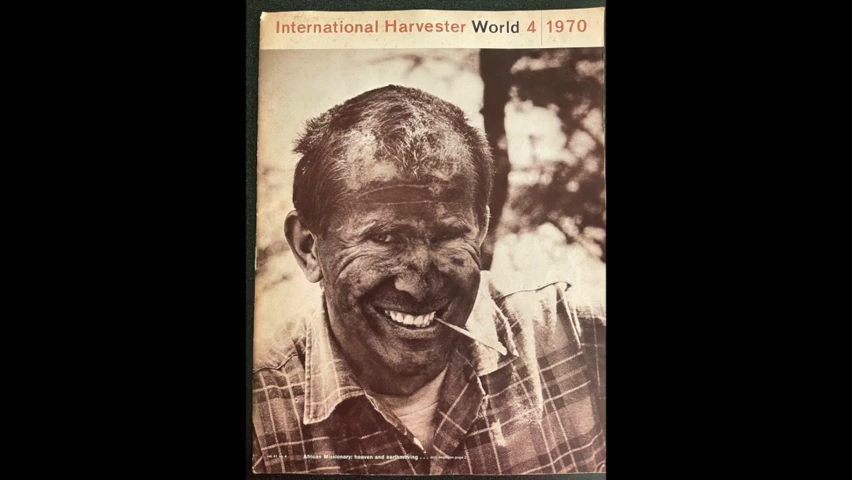 International Harvester World 4 1970
African Missionary: heaven and earthmoving . . .